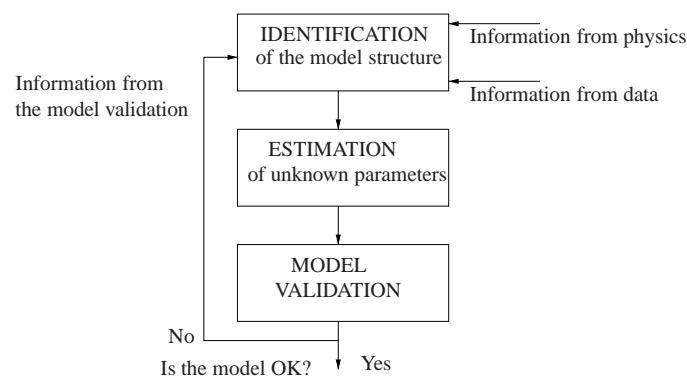 IDENTIFICATION
of the model structure
Information from physics
Information from data
Information from
the model validation
ESTIMATION
of unknown parameters
MODEL
VALIDATION
No
Is the model OK?
Yes